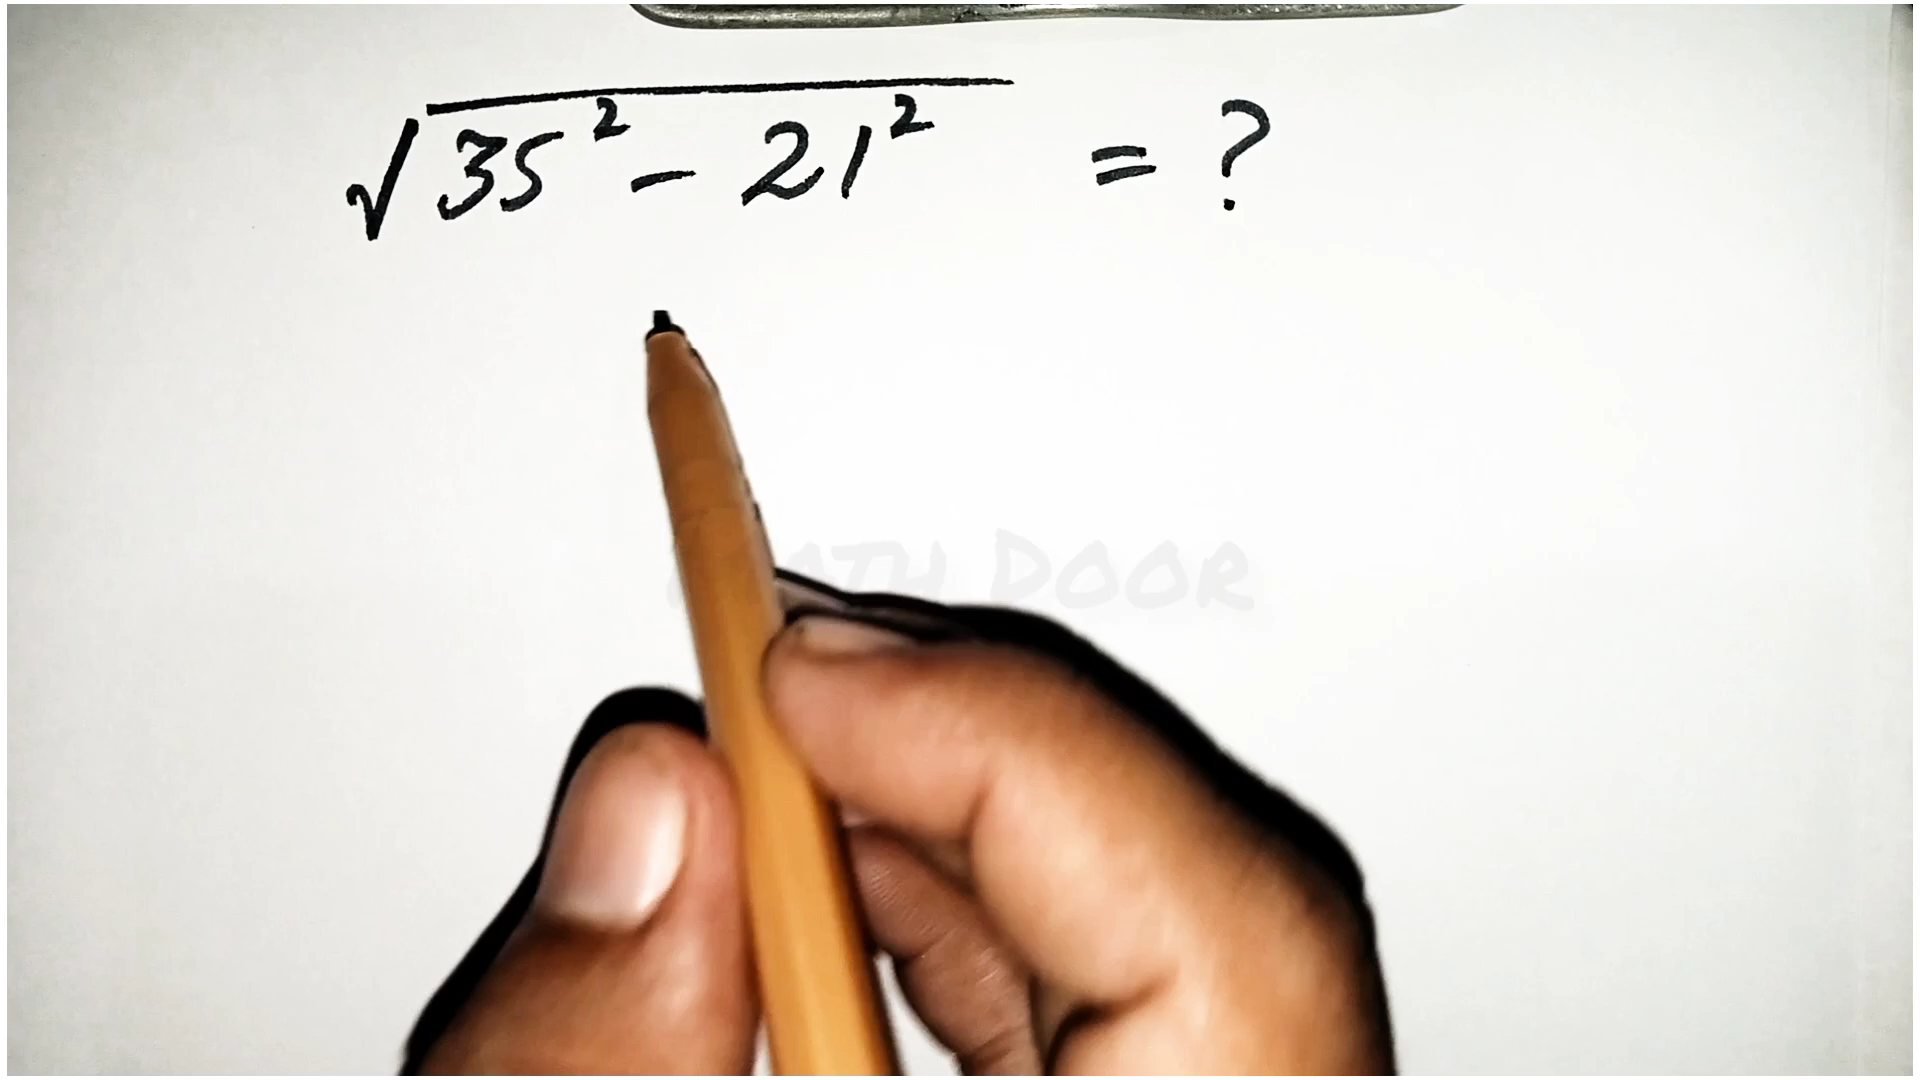 √35² - 21² = ?
MATH DOOR